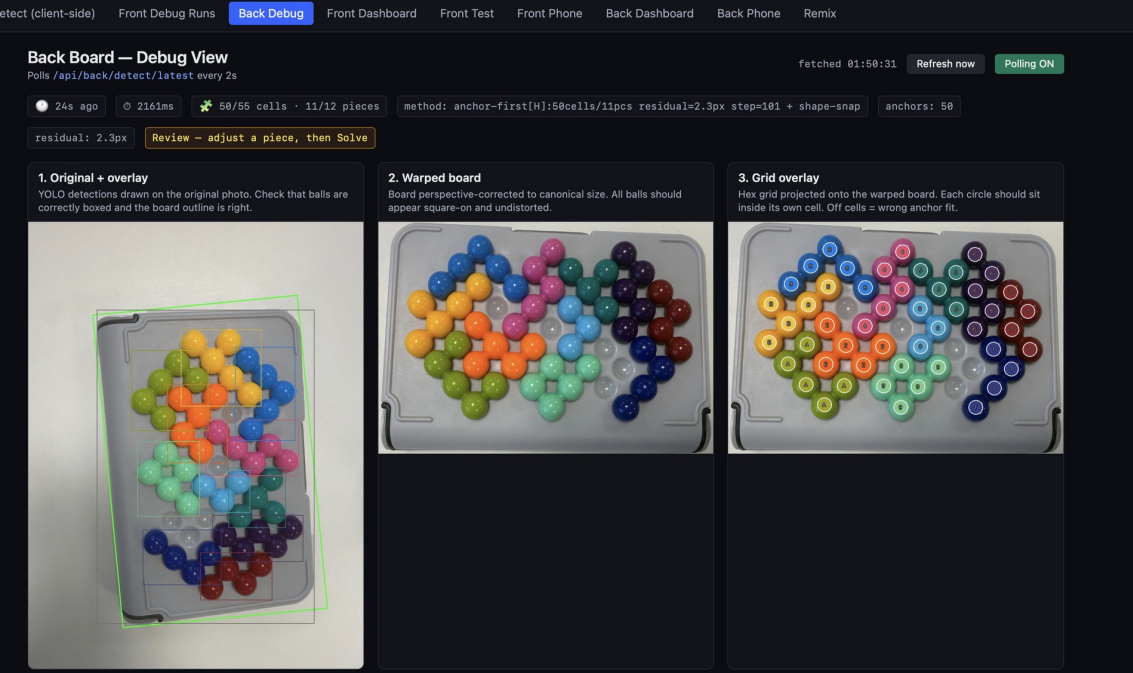 etect (client-side) Front Debug Runs Back Debug Front Dashboard Front Test Front Phone Back Dashboard Back Phone Remix
Back Board — Debug View
Polls /api/back/detect/latest every 2s
fetched 01:50:31 Refresh now Polling ON
24s ago 2161ms 50/55 cells · 11/12 pieces method: anchor-first[H]:50cells/11pcs residual=2.3px step=101 + shape-snap anchors: 50
residual: 2.3px Review — adjust a piece, then Solve
1. Original + overlay
YOLO detections drawn on the original photo. Check that balls are
correctly boxed and the board outline is right.
2. Warped board
Board perspective-corrected to canonical size. All balls should
appear square-on and undistorted.
3. Grid overlay
Hex grid projected onto the warped board. Each circle should sit
inside its own cell. Off cells = wrong anchor fit.